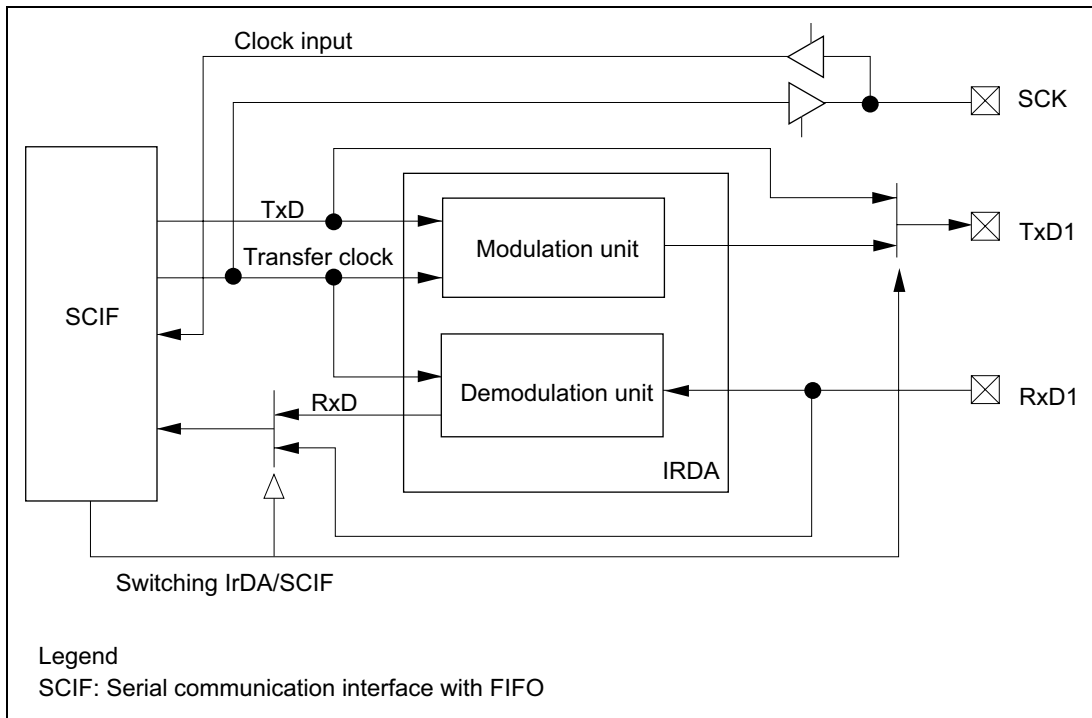 Clock input
SCK
TxD
TxD1
Modulation unit
Transfer clock
SCIF
Demodulation unit
RxD
RxD1
IRDA
Switching IrDA/SCIF
Legend
SCIF: Serial communication interface with FIFO